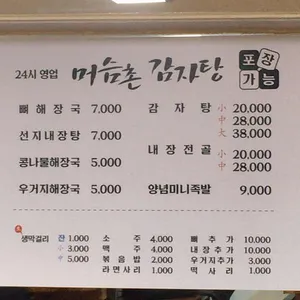 24시 영업 머슴촌 감자탕 포장가능
뼈해장국 7.000
선지내장탕 7.000
콩나물해장국 5.000
우거지해장국 5.000
감자탕 小 20.000
中 28.000
大 38.000
내장전골 小 20.000
中 28.000
양념미니족발 9,000
생막걸리 잔 1.000
小 3.000
中 5.000
소주 4.000
맥주 4.000
볶음밥 2.000
라면사리 1.000
뼈추가 10.000
내장추가 10.000
우거지추가 3.000
떡사리 1.000